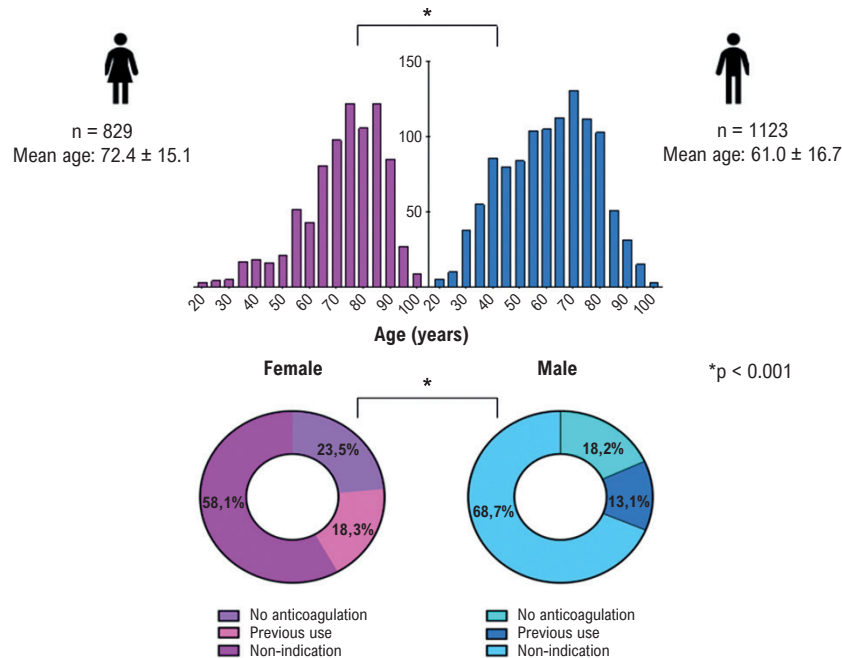 *
n = 829
Mean age: 72.4 ± 15.1
150
100
50
n = 1123
Mean age: 61.0 ± 16.7
20 30 40 50 60 70 80 90 100 20 30 40 50 60 70 80 90 100
Age (years)
Female
*
Male
*p < 0.001
23,5%
58,1%
18,3%
18,2%
13,1%
68,7%
No anticoagulation
Previous use
Non-indication
No anticoagulation
Previous use
Non-indication